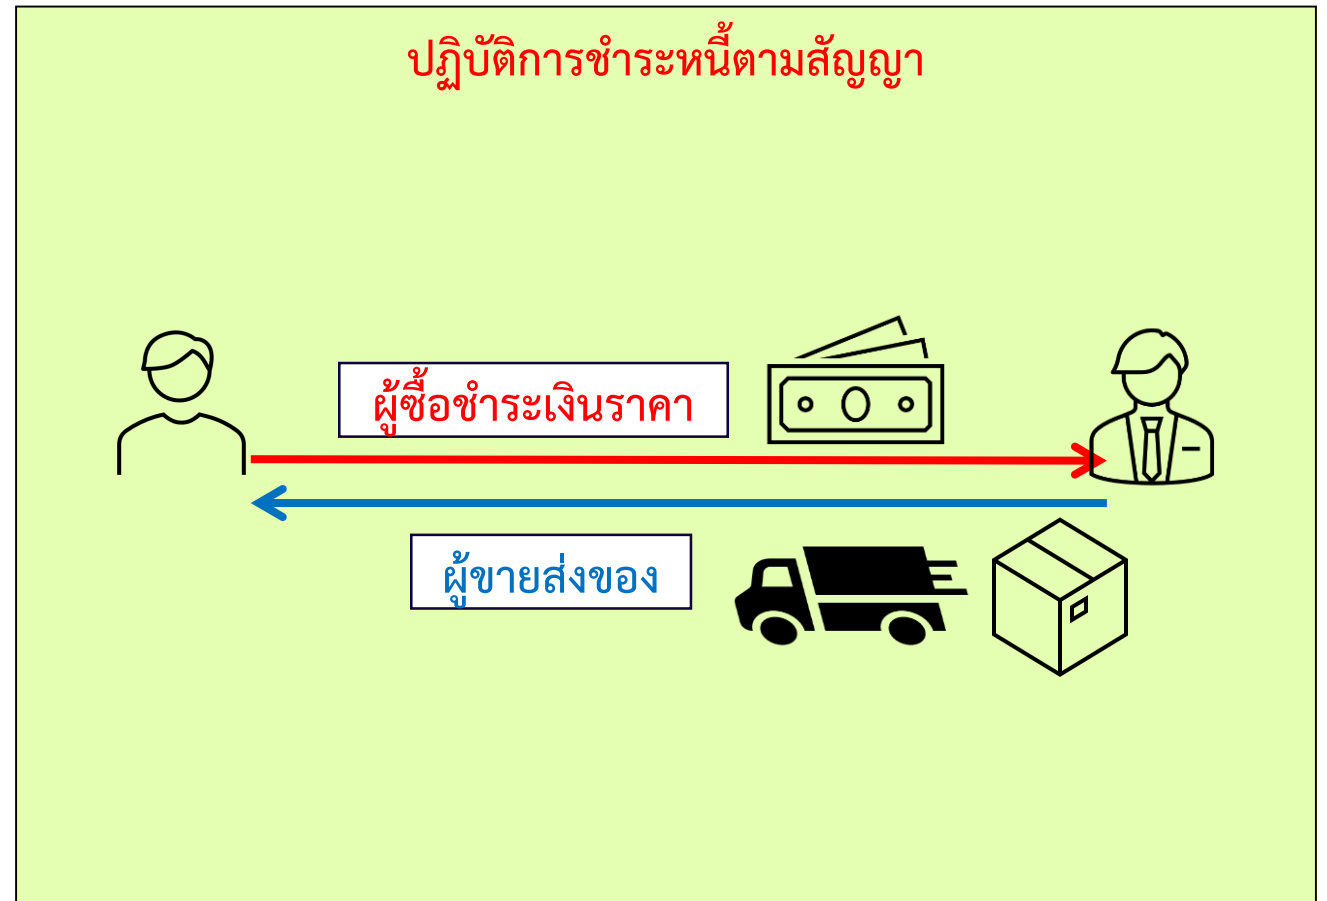 ปฏิบัติการชำระหนี้ตามสัญญา
ผู้ซื้อชำระเงินราคา
ผู้ขายส่งของ